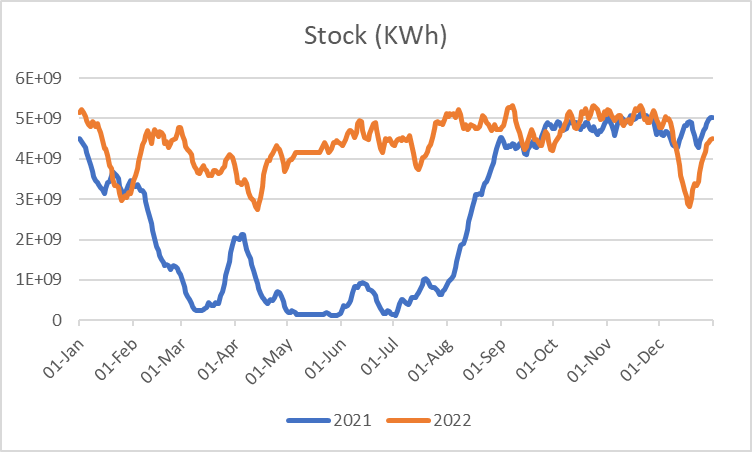 Stock (KWh)
6E+09
5E+09
4E+09
3E+09
2E+09
1E+09
0
01-Jan 01-Feb 01-Mar 01-Apr 01-May 01-Jun 01-Jul 01-Aug 01-Sep 01-Oct 01-Nov 01-Dec
2021 2022